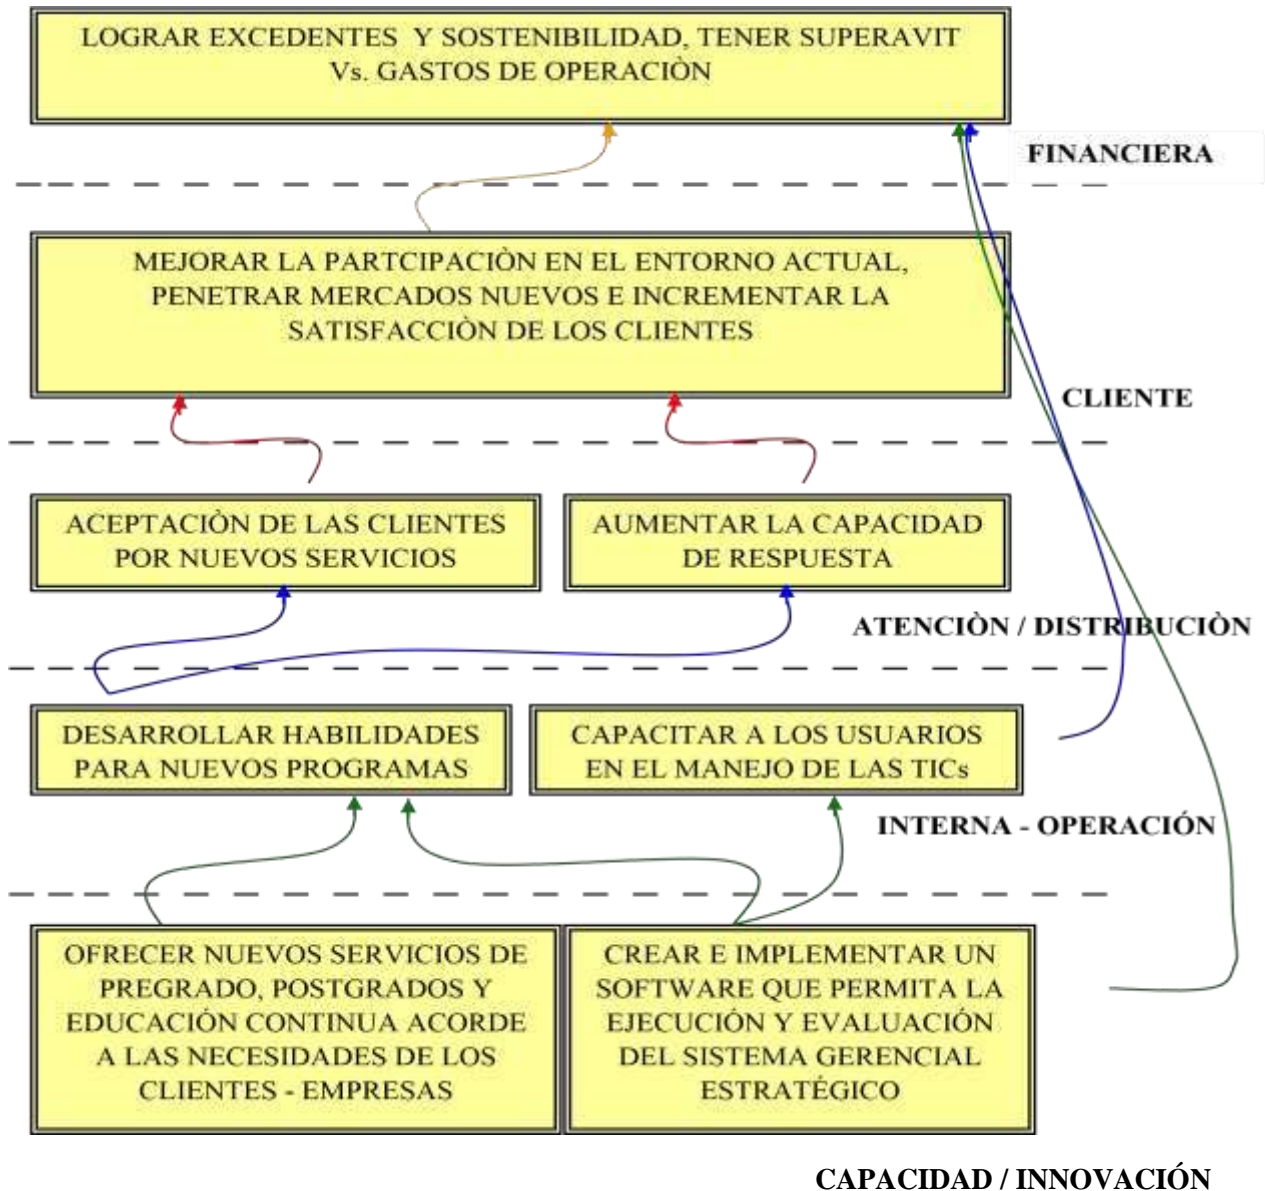 LOGRAR EXCEDENTES Y SOSTENIBILIDAD, TENER SUPERAVIT
Vs. GASTOS DE OPERACIÒN
FINANCIERA
MEJORAR LA PARTCIPACIÒN EN EL ENTORNO ACTUAL,
PENETRAR MERCADOS NUEVOS E INCREMENTAR LA
SATISFACCIÒN DE LOS CLIENTES
CLIENTE
ACEPTACIÒN DE LAS CLIENTES
POR NUEVOS SERVICIOS
AUMENTAR LA CAPACIDAD
DE RESPUESTA
ATENCIÒN / DISTRIBUCIÒN
DESARROLLAR HABILIDADES
PARA NUEVOS PROGRAMAS
CAPACITAR A LOS USUARIOS
EN EL MANEJO DE LAS TICs
INTERNA - OPERACIÓN
OFRECER NUEVOS SERVICIOS DE
PREGRADO, POSTGRADOS Y
EDUCACIÓN CONTINUA ACORDE
A LAS NECESIDADES DE LOS
CLIENTES - EMPRESAS
CREAR E IMPLEMENTAR UN
SOFTWARE QUE PERMITA LA
EJECUCIÓN Y EVALUACIÓN
DEL SISTEMA GERENCIAL
ESTRATÉGICO
CAPACIDAD / INNOVACIÓN